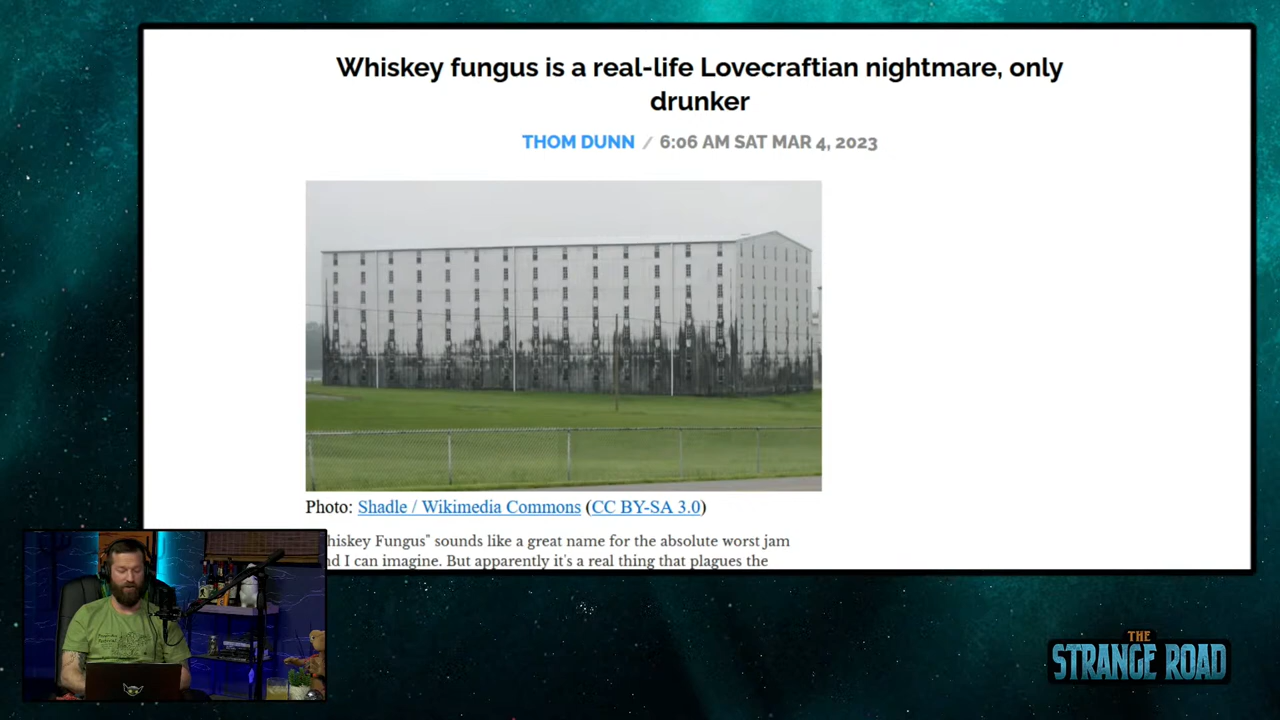 Whiskey fungus is a real-life Lovecraftian nightmare, only
drunker
THOM DUNN / 6:06 AM SAT MAR 4, 2023
Photo: Shadle / Wikimedia Commons (CC BY-SA 3.0)
hiskey Fungus" sounds like a great name for the absolute worst jam
nd I can imagine. But apparently it's a real thing that plagues the
THE
STRANGE ROAD